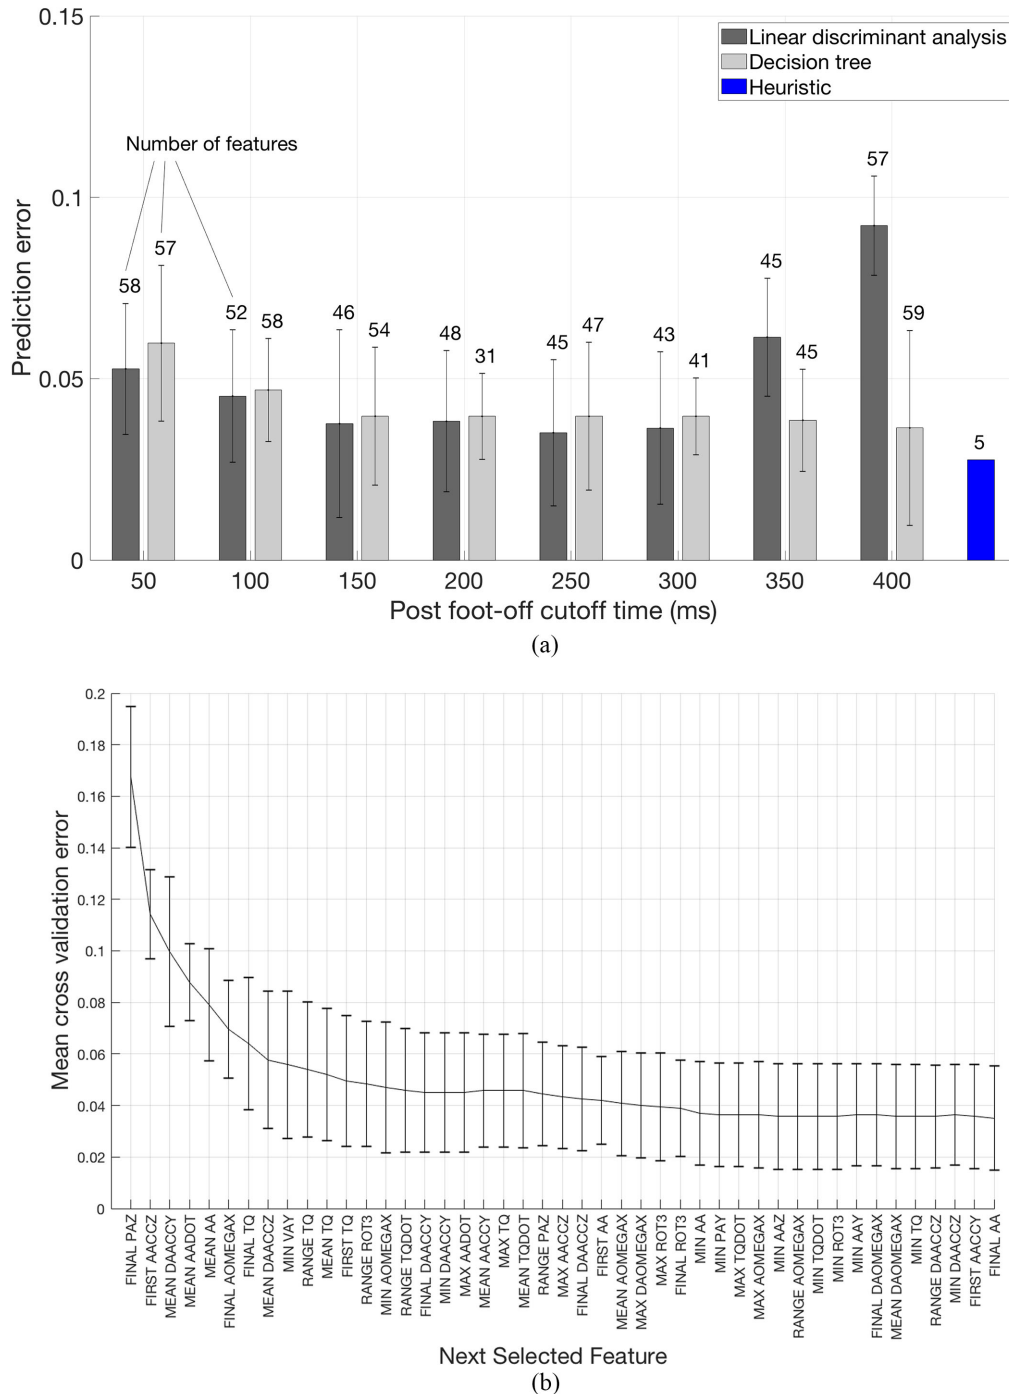 0.15
0.1
0.05
0
Prediction error
Linear discriminant analysis
Decision tree
Heuristic
Number of features
58 57 52 58 46 54 48 31 45 47 43 41 45 45 57 59 5
50 100 150 200 250 300 350 400
Post foot-off cutoff time (ms)
(a)
0.2
0.18
0.16
0.14
0.12
0.1
0.08
0.06
0.04
0.02
0
Mean cross validation error
FINAL PAZ
FIRST AACCZ
MEAN DAACCY
MEAN AADOT
MEAN AA
FINAL AOMEGAX
FINAL TQ
MEAN DAACCZ
MIN VAY
RANGE TQ
MEAN TQ
FIRST TQ
RANGE ROT3
MIN AOMEGAX
RANGE TQDOT
FINAL DAACCY
MIN DAACCY
MAX AADOT
MEAN AACCY
MAX TQ
MEAN TQDOT
RANGE PAZ
MAX AACCZ
FINAL DAACCZ
FIRST AA
MEAN AOMEGAX
MAX DAOMEGAX
MAX ROT3
FINAL ROT3
MIN AA
MIN PAY
MAX TQDOT
MAX AOMEGAX
MIN AAZ
RANGE AOMEGAX
MIN TQDOT
MIN ROT3
MIN AAY
FINAL DAOMEGAX
MEAN DAOMEGAX
MIN TQ
RANGE DAACCZ
MIN DAACCZ
FIRST AACCY
FINAL AA
Next Selected Feature
(b)